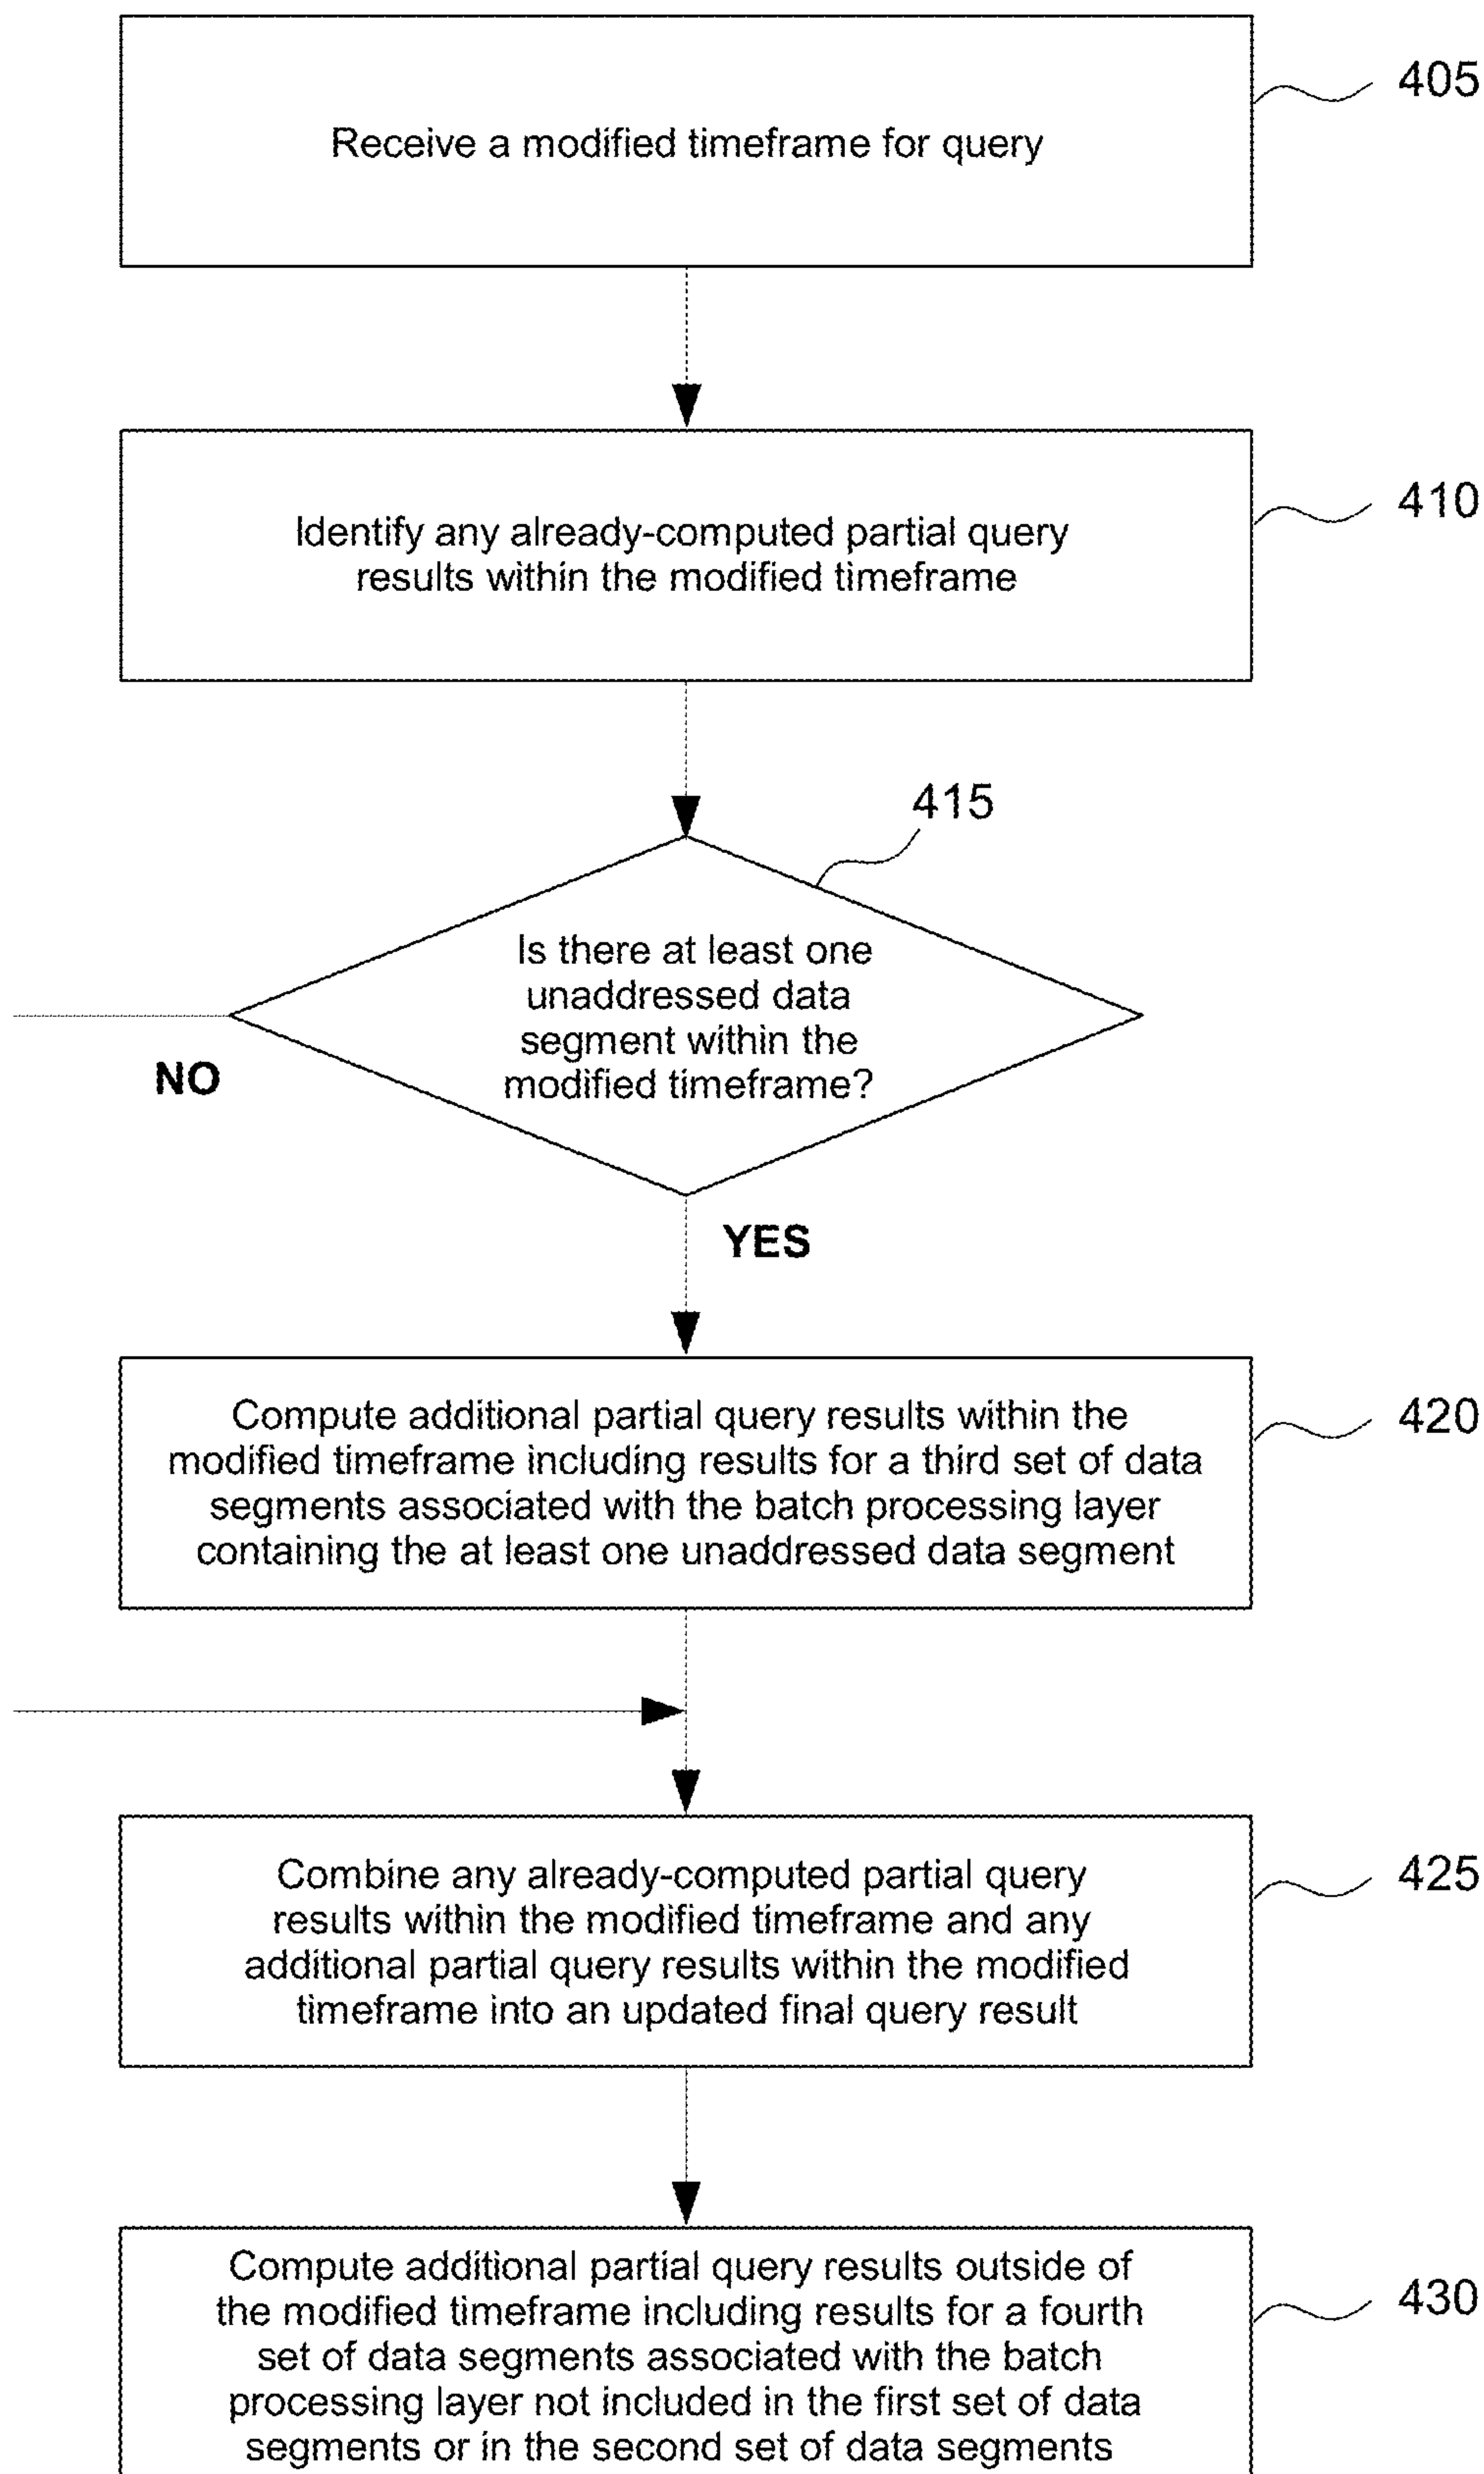 Receive a modified timeframe for query
405
Identify any already-computed partial query
results within the modified timeframe
410
415
Is there at least one
unaddressed data
segment within the
modified timeframe?
NO
YES
Compute additional partial query results within the
modified timeframe including results for a third set of data
segments associated with the batch processing layer
containing the at least one unaddressed data segment
420
Combine any already-computed partial query
results within the modified timeframe and any
additional partial query results within the modified
timeframe into an updated final query result
425
Compute additional partial query results outside of
the modified timeframe including results for a fourth
set of data segments associated with the batch
processing layer not included in the first set of data
segments or in the second set of data segments
430